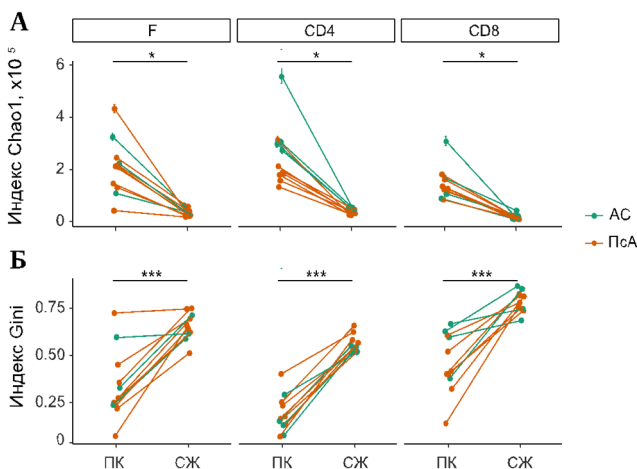 А
F CD4 CD8
* * *
Индекс Chao1, x10 5
6
4
2
0
АС
ПсА
Б
*** *** ***
Индекс Gini
0.75
0.50
0.25
0
ПК СЖ ПК СЖ ПК СЖ